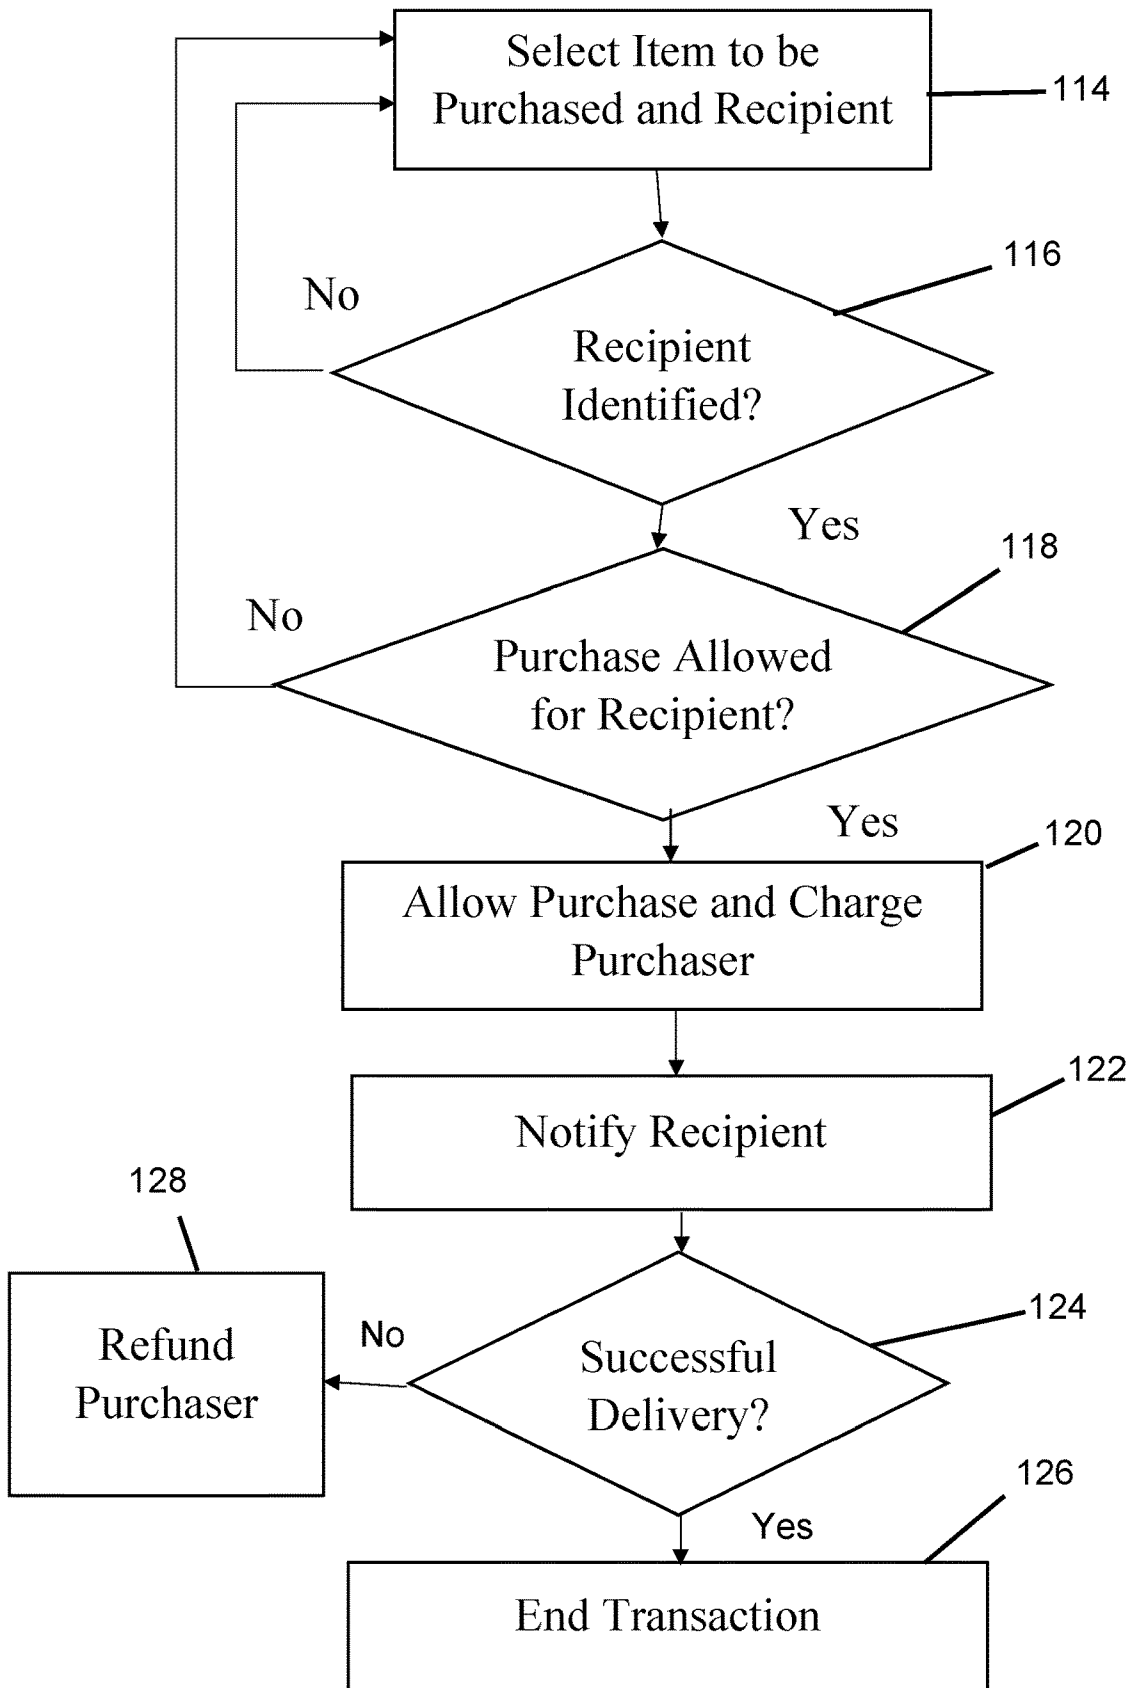 Select Item to be
Purchased and Recipient
114
116
No
Recipient
Identified?
Yes
118
No
Purchase Allowed
for Recipient?
Yes
120
Allow Purchase and Charge
Purchaser
122
Notify Recipient
128
124
No
Refund
Purchaser
Successful
Delivery?
126
Yes
End Transaction